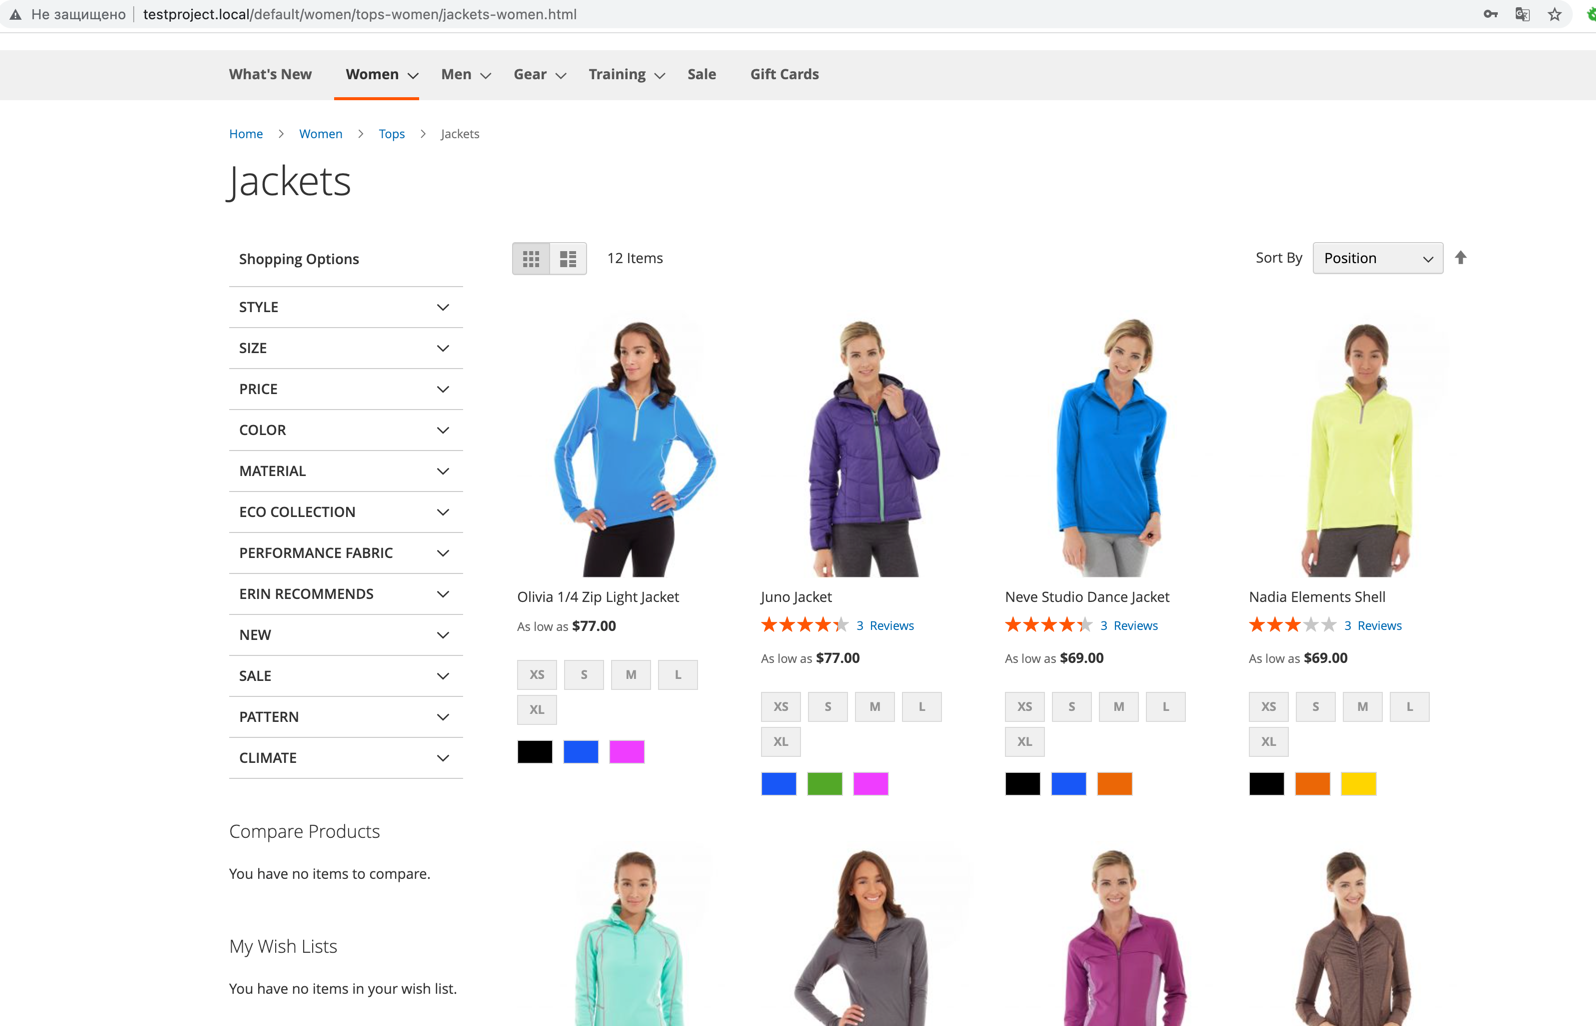 Не защищено testproject.local/default/women/tops-women/jackets-women.html
What's New Women Men Gear Training Sale Gift Cards
Home Women Tops Jackets
Jackets
Shopping Options
STYLE
SIZE
PRICE
COLOR
MATERIAL
ECO COLLECTION
PERFORMANCE FABRIC
ERIN RECOMMENDS
NEW
SALE
PATTERN
CLIMATE
Compare Products
You have no items to compare.
My Wish Lists
You have no items in your wish list.
12 Items
Sort By Position
Olivia 1/4 Zip Light Jacket
As low as $77.00
XS S M L
XL
Juno Jacket
3 Reviews
As low as $77.00
XS S M L
XL
Neve Studio Dance Jacket
3 Reviews
As low as $69.00
XS S M L
XL
Nadia Elements Shell
3 Reviews
As low as $69.00
XS S M L
XL